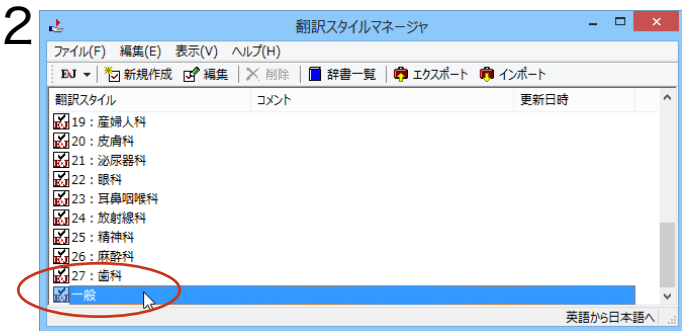 2
翻訳スタイルマネージャ
ファイル(F) 編集(E) 表示(V) ヘルプ(H)
EJ 新規作成 編集 削除 辞書一覧 エクスポート インポート
翻訳スタイル コメント 更新日時
19：産婦人科
20：皮膚科
21：泌尿器科
22：眼科
23：耳鼻咽喉科
24：放射線科
25：精神科
26：麻酔科
27：歯科
一般
英語から日本語へ